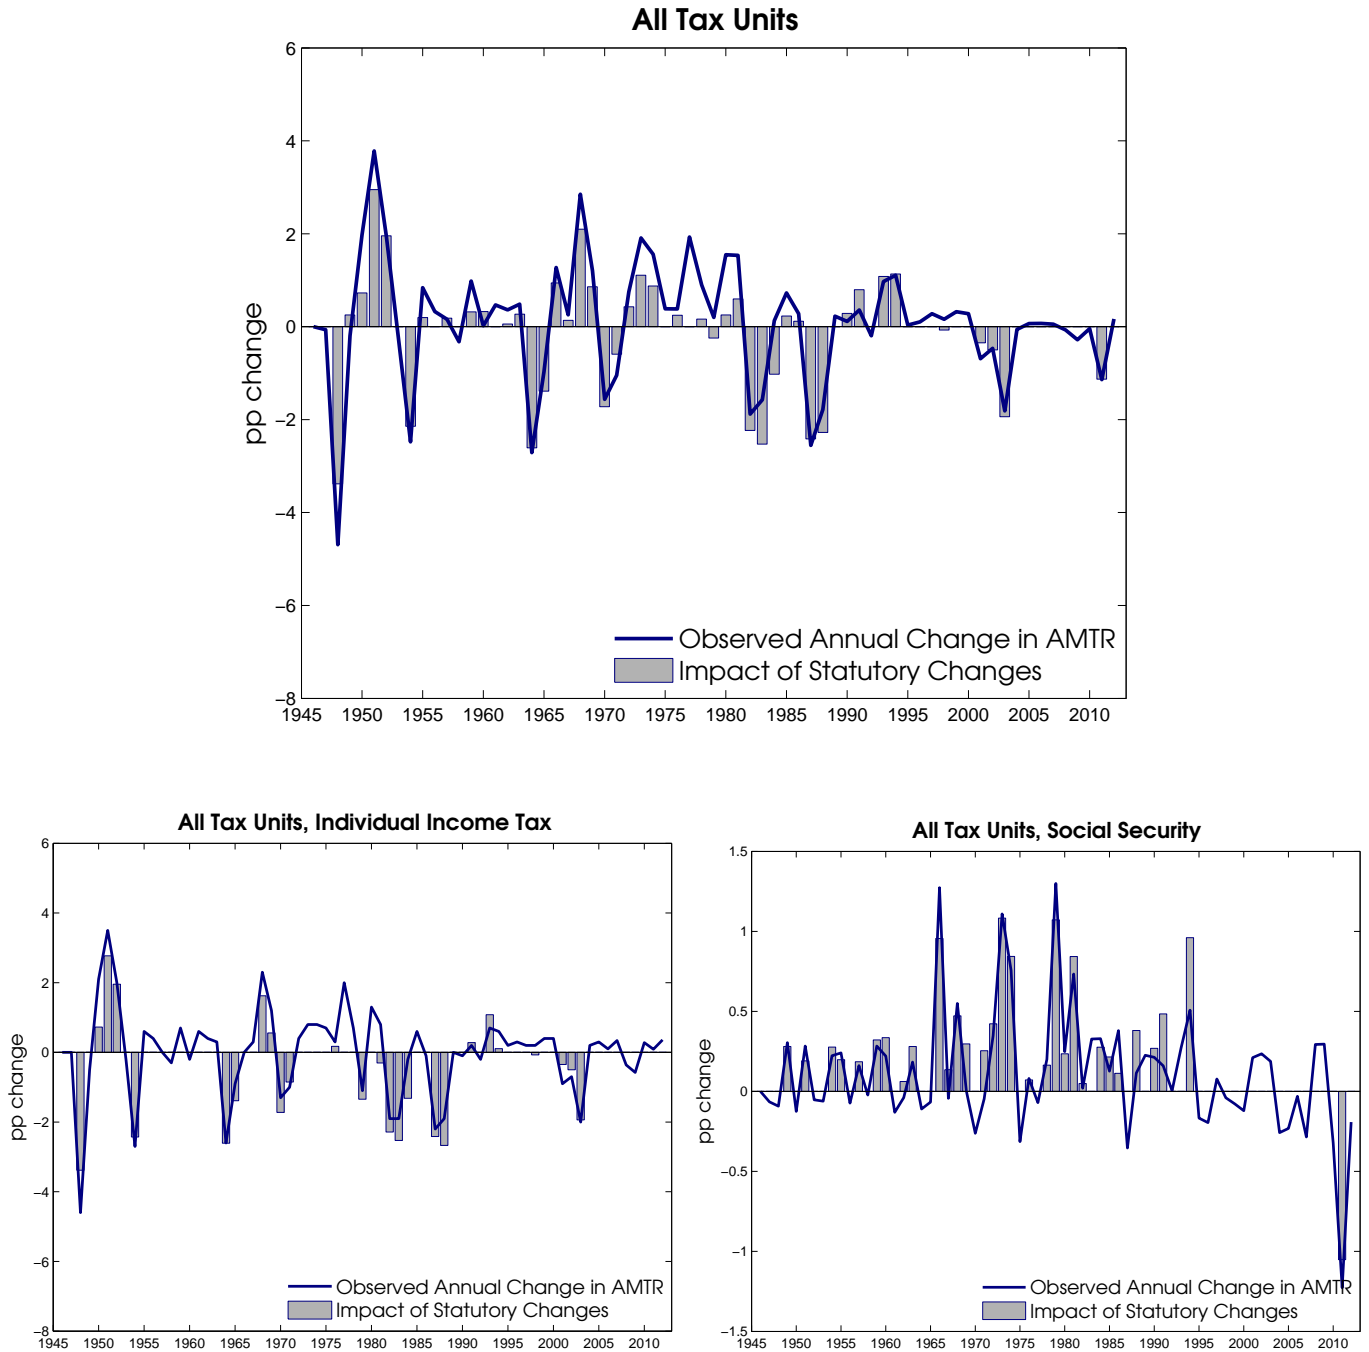 All Tax Units
6
4
2
0
−2
−4
−6
−8
pp change
Observed Annual Change in AMTR
Impact of Statutory Changes
1945 1950 1955 1960 1965 1970 1975 1980 1985 1990 1995 2000 2005 2010
All Tax Units, Individual Income Tax
6
4
2
0
−2
−4
−6
−8
pp change
Observed Annual Change in AMTR
Impact of Statutory Changes
1945 1950 1955 1960 1965 1970 1975 1980 1985 1990 1995 2000 2005 2010
All Tax Units, Social Security
1.5
1
0.5
0
−0.5
−1
−1.5
pp change
Observed Annual Change in AMTR
Impact of Statutory Changes
1945 1950 1955 1960 1965 1970 1975 1980 1985 1990 1995 2000 2005 2010